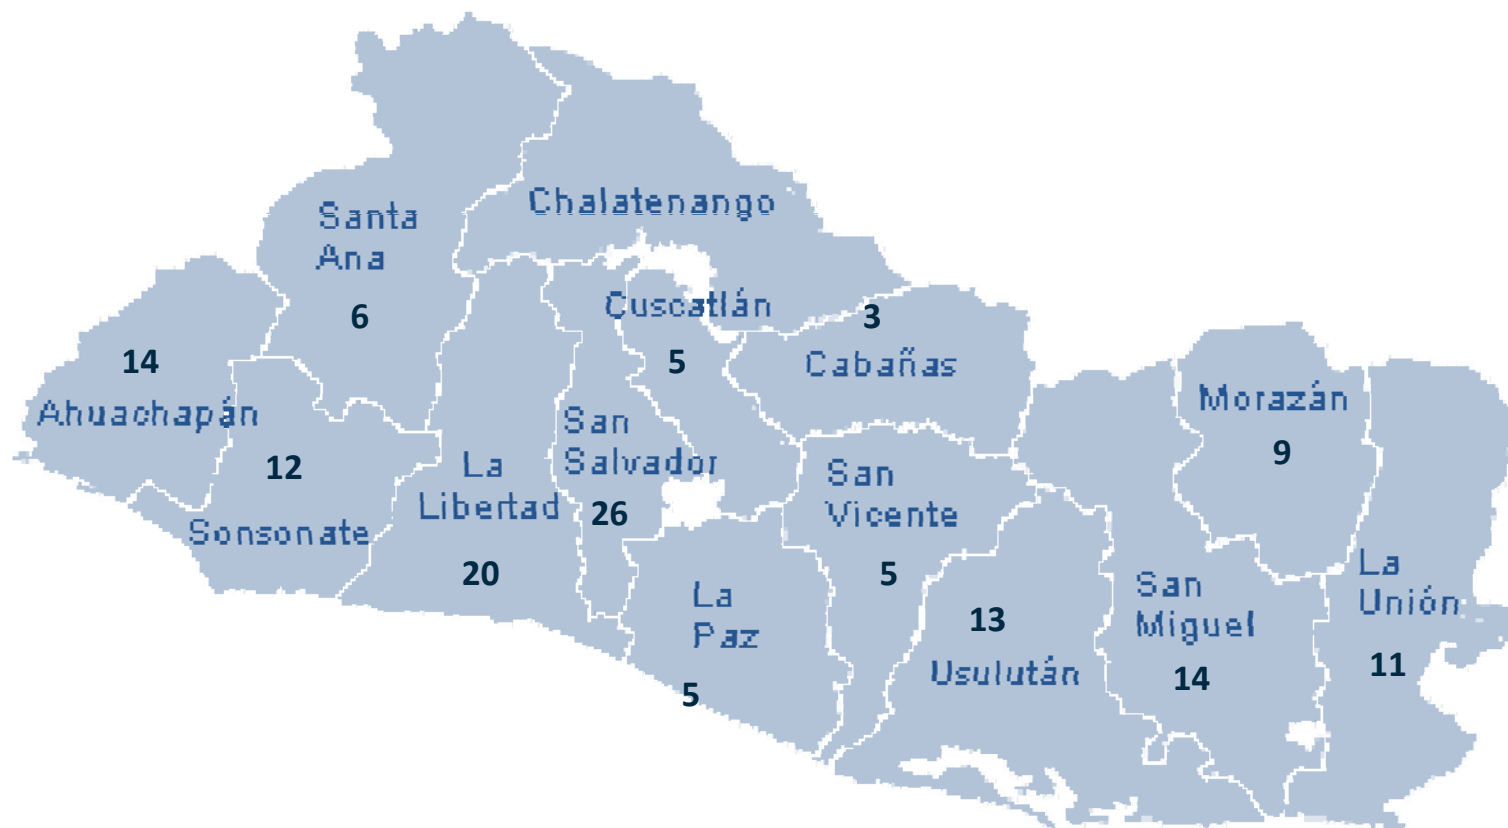 Chalatenango
Santa
Ana
6
Cuscatlán
5
3
Cabañas
14
Ahuachapán
Morazán
9
12
Sonsonate
La
Libertad
20
San
Salvador
26
San
Vicente
5
La
Paz
5
13
Usulután
San
Miguel
14
La
Unión
11